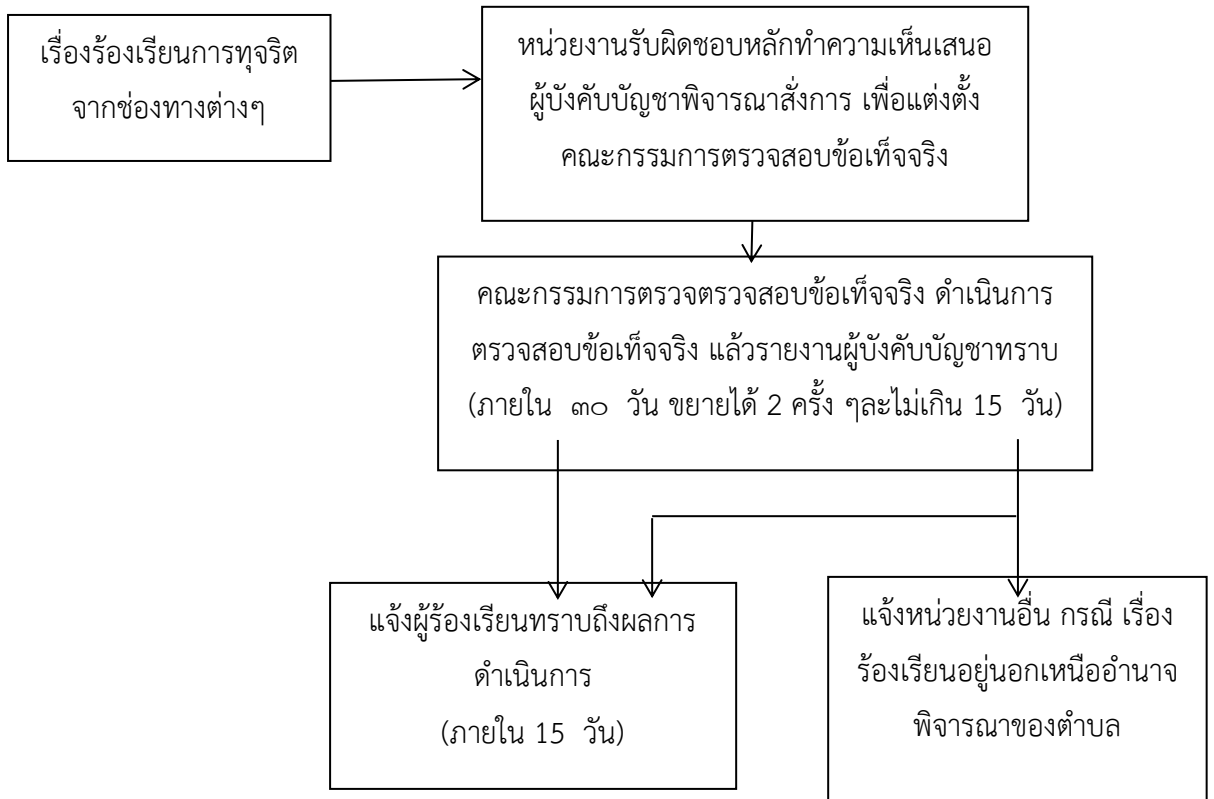 เรื่องร้องเรียนการทุจริต
จากช่องทางต่างๆ
หน่วยงานรับผิดชอบหลักทำความเห็นเสนอ
ผู้บังคับบัญชาพิจารณาสั่งการ เพื่อแต่งตั้ง
คณะกรรมการตรวจสอบข้อเท็จจริง
คณะกรรมการตรวจตรวจสอบข้อเท็จจริง ดำเนินการ
ตรวจสอบข้อเท็จจริง แล้วรายงานผู้บังคับบัญชาทราบ
(ภายใน ๓๐ วัน ขยายได้ 2 ครั้ง ๆละไม่เกิน 15 วัน)
แจ้งผู้ร้องเรียนทราบถึงผลการ
ดำเนินการ
(ภายใน 15 วัน)
แจ้งหน่วยงานอื่น กรณี เรื่อง
ร้องเรียนอยู่นอกเหนืออำนาจ
พิจารณาของตำบล